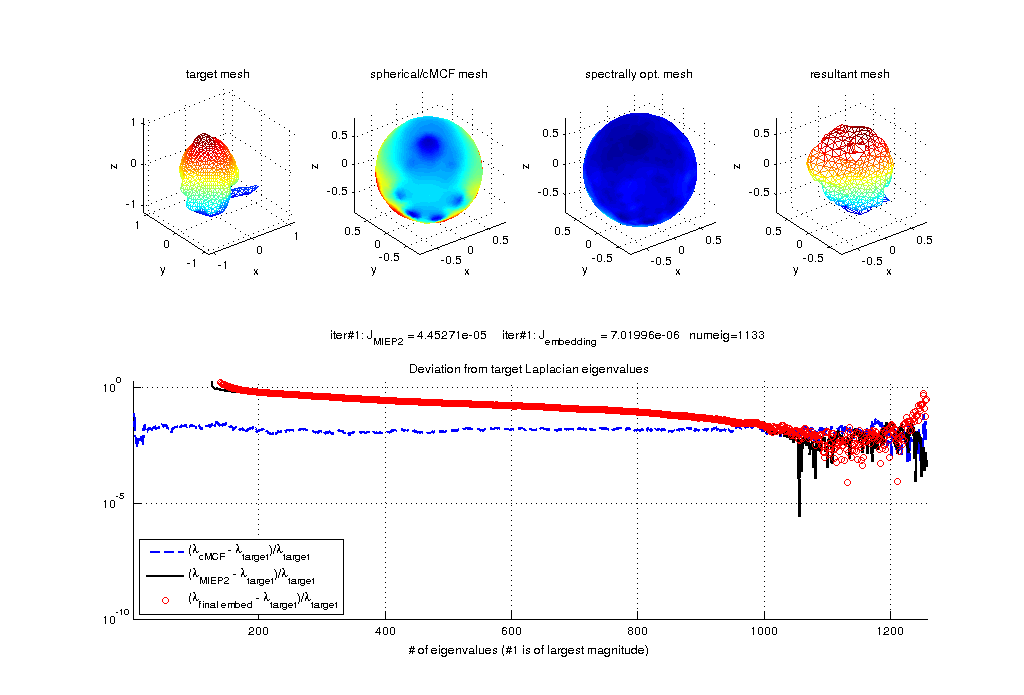 target mesh
spherical/cMCF mesh
spectrally opt. mesh
resultant mesh
1
0
-1
z
1
0
-1
y
-1
0
1
x
0.5
0
-0.5
z
0.5
0
-0.5
y
-0.5
0
0.5
x
0.5
0
-0.5
z
0.5
0
-0.5
y
-0.5
0
0.5
x
0.5
0
-0.5
z
0.5
0
-0.5
y
-0.5
0
0.5
x
iter#1: J_MIEP2 = 4.45271e-05 iter#1: J_embedding = 7.01996e-06 numeig=1133
Deviation from target Laplacian eigenvalues
10^0
10^-5
10^-10
(λ_cMCF - λ_target)/λ_target
(λ_MIEP2 - λ_target)/λ_target
(λ_final embed - λ_target)/λ_target
200 400 600 800 1000 1200
# of eigenvalues (#1 is of largest magnitude)